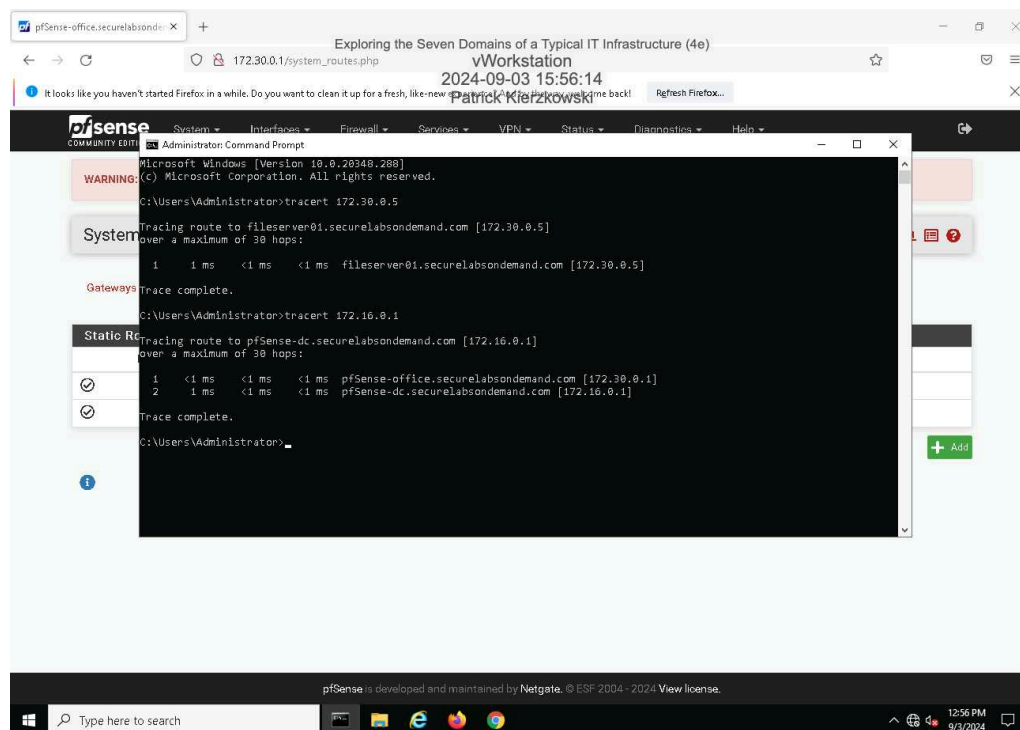 pfSense-office.securelabsonder
Exploring the Seven Domains of a Typical IT Infrastructure (4e)
172.30.0.1/system_routes.php
vWorkstation
2024-09-03 15:56:14
It looks like you haven't started Firefox in a while. Do you want to clean it up for a fresh, like-new experience? And by the way, welcome back!
Refresh Firefox...
Patrick Kierzkowski
pfsense
COMMUNITY EDITI
System Interfaces Firewall Services VPN Status Diagnostics Help
Administrator: Command Prompt
WARNING:
Microsoft Windows [Version 10.0.20348.288]
(c) Microsoft Corporation. All rights reserved.
C:\Users\Administrator>tracert 172.30.0.5
System
Tracing route to fileserver01.securelabsondemand.com [172.30.0.5]
over a maximum of 30 hops:
1 1 ms <1 ms <1 ms fileserver01.securelabsondemand.com [172.30.0.5]
Gateways
Trace complete.
C:\Users\Administrator>tracert 172.16.0.1
Static Ro
Tracing route to pfSense-dc.securelabsondemand.com [172.16.0.1]
over a maximum of 30 hops:
1 <1 ms <1 ms <1 ms pfSense-office.securelabsondemand.com [172.30.0.1]
2 1 ms <1 ms <1 ms pfSense-dc.securelabsondemand.com [172.16.0.1]
Trace complete.
C:\Users\Administrator>
Add
pfSense is developed and maintained by Netgate. © ESF 2004 - 2024 View license.
Type here to search
12:56 PM
9/3/2024